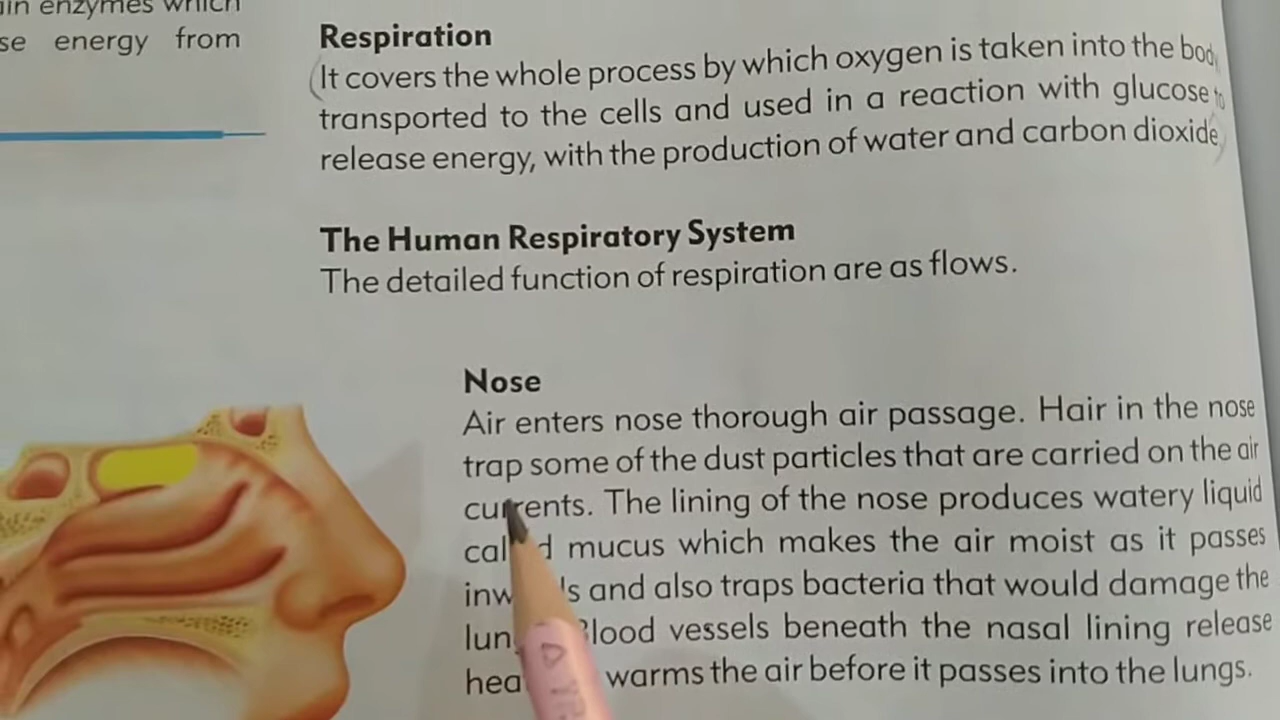 enzymes which
energy from
Respiration
It covers the whole process by which oxygen is taken into the
transported to the cells and used in a reaction with glucose to
release energy, with the production of water and carbon dioxide
The Human Respiratory System
The detailed function of respiration are as flows.
Nose
Air enters nose thorough air passage. Hair in the nose
trap some of the dust particles that are carried on the air
currents. The lining of the nose produces watery liquid
mucus which makes the air moist as it passes
and also traps bacteria that would damage the
Blood vessels beneath the nasal lining release
warms the air before it passes into the lungs.